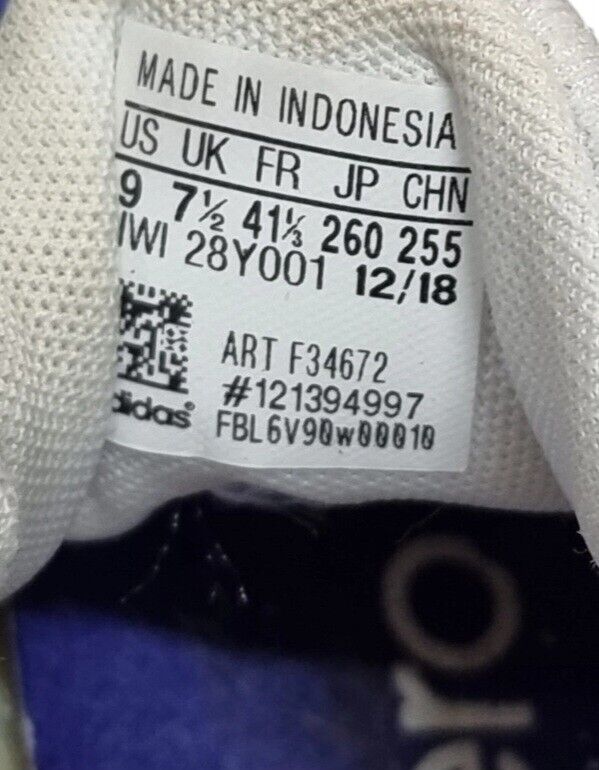 MADE IN INDONESIA
US UK FR JP CHN
9 7½ 41⅓ 260 255
28Y001 12/18
ART F34672
#121394997
FBL6V90w00010
adidas®
ero